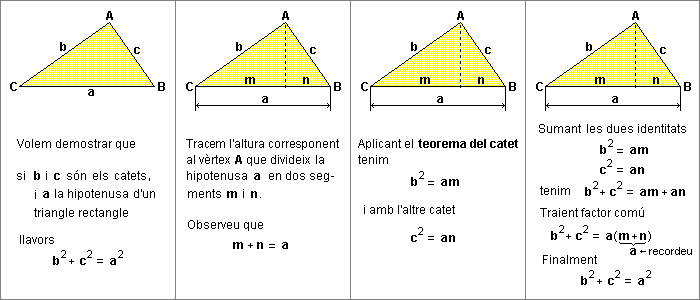 A
b
c
C
B
a
Volem demostrar que
si b i c són els catets,
i a la hipotenusa d'un
triangle rectangle
llavors
b² + c² = a²
A
b
c
m
n
C
B
a
Tracem l'altura corresponent
al vèrtex A que divideix la
hipotenusa a en dos seg-
ments m i n.
Observeu que
m + n = a
A
b
c
m
n
C
B
a
Aplicant el teorema del catet
tenim
b² = am
i amb l'altre catet
c² = an
A
b
c
m
n
C
B
a
Sumant les dues identitats
b² = am
c² = an
tenim b² + c² = am + an
Traient factor comú
b² + c² = a(m + n)
a ← recordeu
Finalment
b² + c² = a²